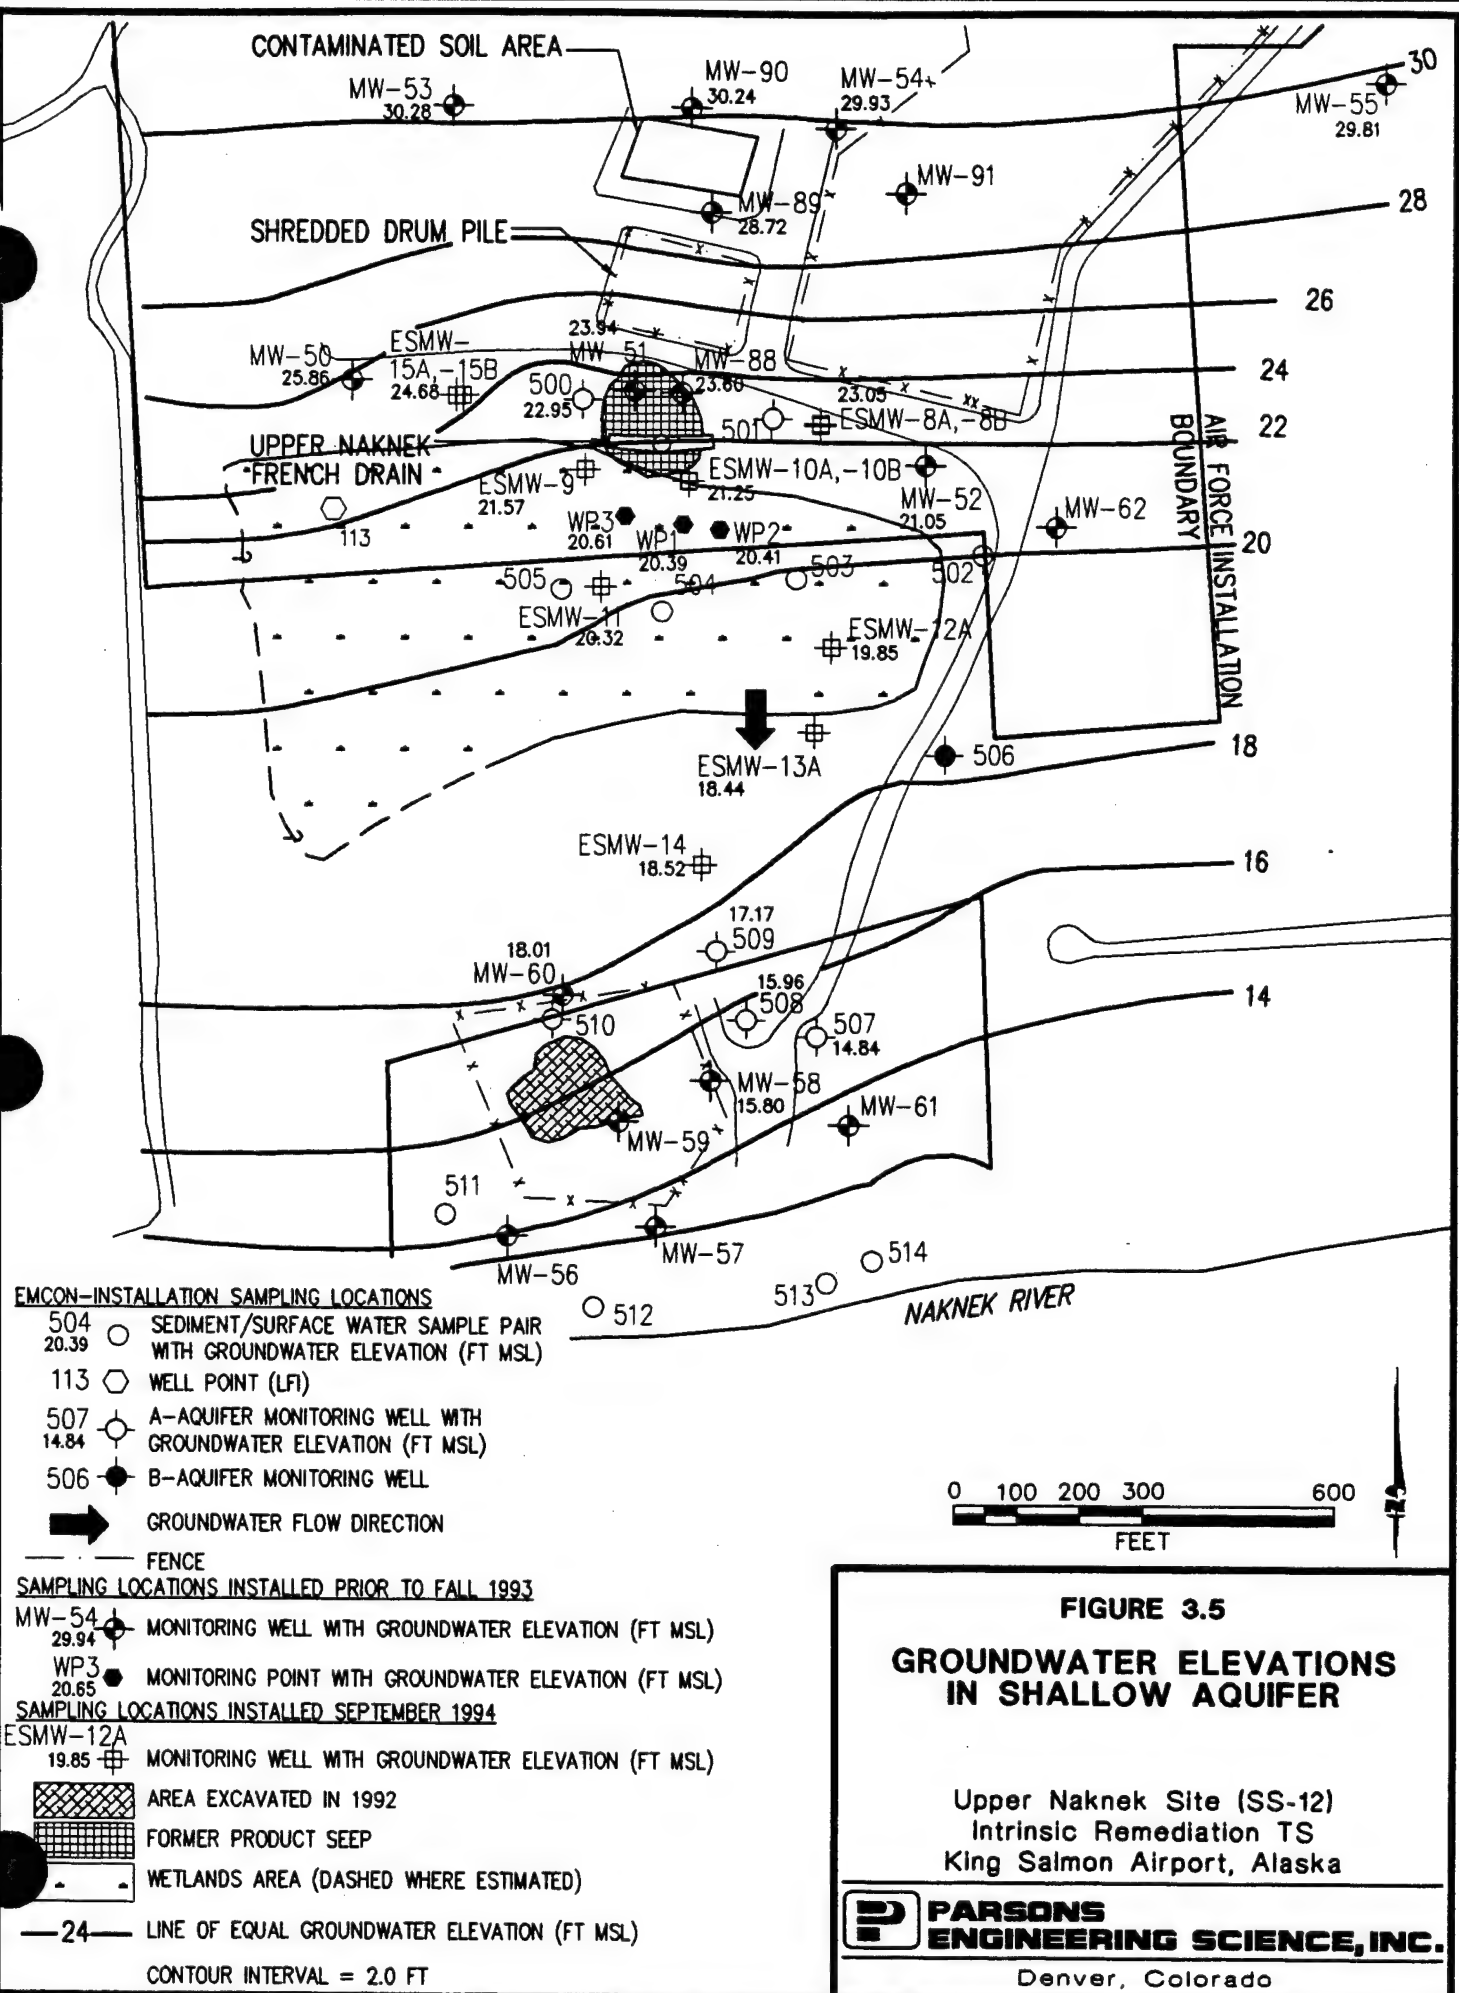 CONTAMINATED SOIL AREA
MW-53
30.28
MW-90
30.24
MW-54
29.93
30
MW-55
29.81
MW-91
MW-89
28.72
28
SHREDDED DRUM PILE
26
23.94
MW-51
MW-88
23.60
MW-50
25.86
ESMW-
15A,-15B
24.68
500
22.95
24
23.05
ESMW-8A,-8B
501
22
UPPER NAKNEK
FRENCH DRAIN
ESMW-9
21.57
ESMW-10A,-10B
21.25
MW-52
21.05
MW-62
AIR FORCE INSTALLATION
BOUNDARY
113
WP3
20.61
WP1
20.39
WP2
20.41
20
505
504
503
502
ESMW-11
20.32
ESMW-12A
19.85
ESMW-13A
18.44
506
18
ESMW-14
18.52
16
17.17
509
18.01
MW-60
15.96
508
510
507
14.84
14
MW-58
15.80
MW-61
MW-59
511
MW-56
MW-57
514
513
512
NAKNEK RIVER
EMCON-INSTALLATION SAMPLING LOCATIONS
504
20.39
SEDIMENT/SURFACE WATER SAMPLE PAIR
WITH GROUNDWATER ELEVATION (FT MSL)
113 WELL POINT (LFI)
507
14.84
A-AQUIFER MONITORING WELL WITH
GROUNDWATER ELEVATION (FT MSL)
506 B-AQUIFER MONITORING WELL
GROUNDWATER FLOW DIRECTION
FENCE
SAMPLING LOCATIONS INSTALLED PRIOR TO FALL 1993
MW-54
29.94
MONITORING WELL WITH GROUNDWATER ELEVATION (FT MSL)
WP3
20.65
MONITORING POINT WITH GROUNDWATER ELEVATION (FT MSL)
SAMPLING LOCATIONS INSTALLED SEPTEMBER 1994
ESMW-12A
19.85
MONITORING WELL WITH GROUNDWATER ELEVATION (FT MSL)
AREA EXCAVATED IN 1992
FORMER PRODUCT SEEP
WETLANDS AREA (DASHED WHERE ESTIMATED)
24 LINE OF EQUAL GROUNDWATER ELEVATION (FT MSL)
CONTOUR INTERVAL = 2.0 FT
0 100 200 300 600
FEET
N
FIGURE 3.5
GROUNDWATER ELEVATIONS
IN SHALLOW AQUIFER
Upper Naknek Site (SS-12)
Intrinsic Remediation TS
King Salmon Airport, Alaska
PARSONS
ENGINEERING SCIENCE, INC.
Denver, Colorado